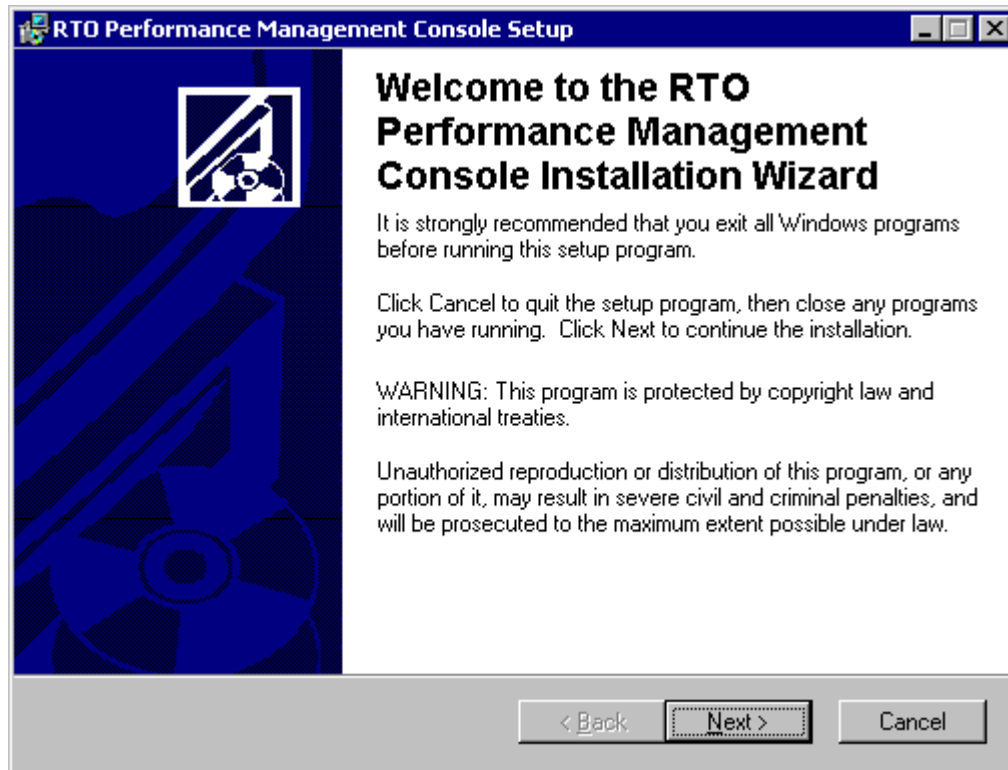 RTO Performance Management Console Setup
Welcome to the RTO
Performance Management
Console Installation Wizard
It is strongly recommended that you exit all Windows programs
before running this setup program.
Click Cancel to quit the setup program, then close any programs
you have running.  Click Next to continue the installation.
WARNING: This program is protected by copyright law and
international treaties.
Unauthorized reproduction or distribution of this program, or any
portion of it, may result in severe civil and criminal penalties, and
will be prosecuted to the maximum extent possible under law.
< Back Next > Cancel